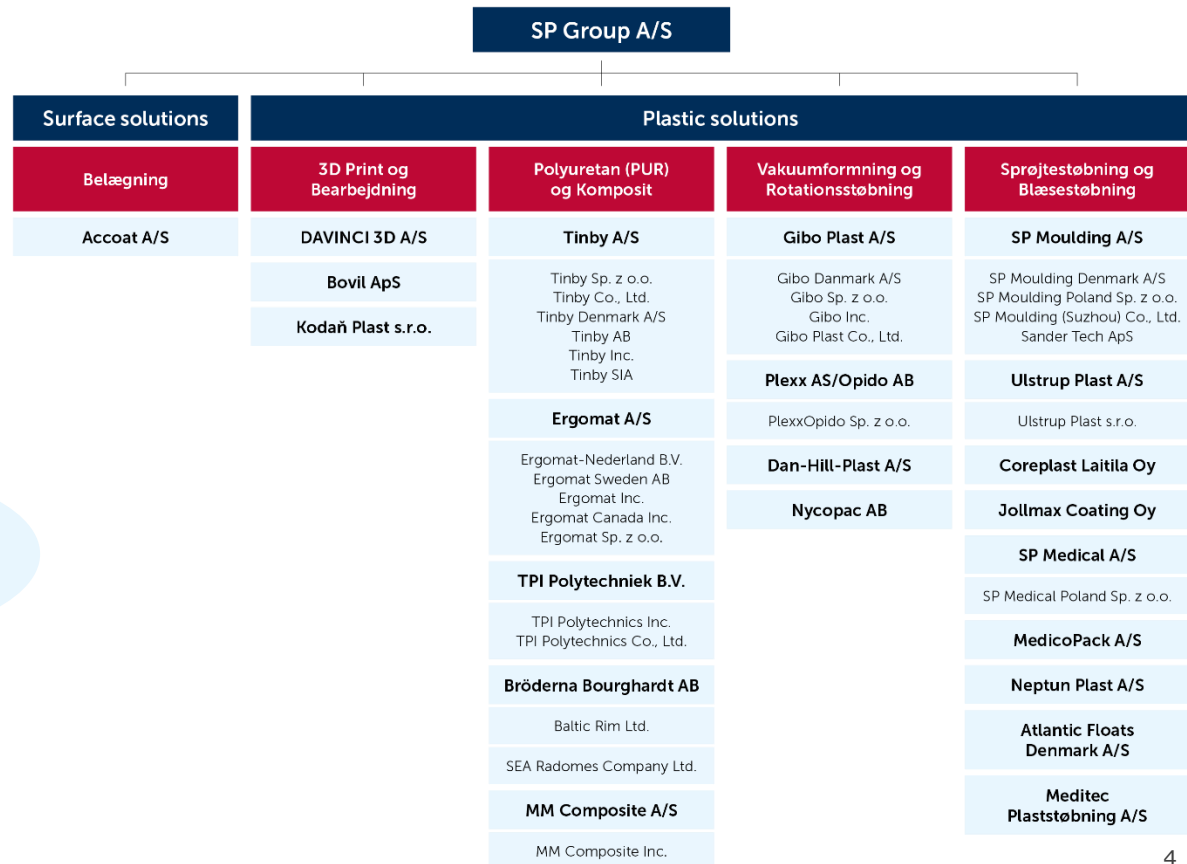 SP Group A/S
Surface solutions
Plastic solutions
Belægning
Accoat A/S
3D Print og
Bearbejdning
DAVINCI 3D A/S
Bovil ApS
Kodaň Plast s.r.o.
Polyuretan (PUR)
og Komposit
Tinby A/S
Tinby Sp. z o.o.
Tinby Co., Ltd.
Tinby Denmark A/S
Tinby AB
Tinby Inc.
Tinby SIA
Ergomat A/S
Ergomat-Nederland B.V.
Ergomat Sweden AB
Ergomat Inc.
Ergomat Canada Inc.
Ergomat Sp. z o.o.
TPI Polytechniek B.V.
TPI Polytechnics Inc.
TPI Polytechnics Co., Ltd.
Bröderna Bourghardt AB
Baltic Rim Ltd.
SEA Radomes Company Ltd.
MM Composite A/S
MM Composite Inc.
Vakuumformning og
Rotationsstøbning
Gibo Plast A/S
Gibo Danmark A/S
Gibo Sp. z o.o.
Gibo Inc.
Gibo Plast Co., Ltd.
Plexx AS/Opido AB
PlexxOpido Sp. z o.o.
Dan-Hill-Plast A/S
Nycopac AB
Sprøjtestøbning og
Blæsestøbning
SP Moulding A/S
SP Moulding Denmark A/S
SP Moulding Poland Sp. z o.o.
SP Moulding (Suzhou) Co., Ltd.
Sander Tech ApS
Ulstrup Plast A/S
Ulstrup Plast s.r.o.
Coreplast Laitila Oy
Jollmax Coating Oy
SP Medical A/S
SP Medical Poland Sp. z o.o.
MedicoPack A/S
Neptun Plast A/S
Atlantic Floats
Denmark A/S
Meditec
Plaststøbning A/S
4